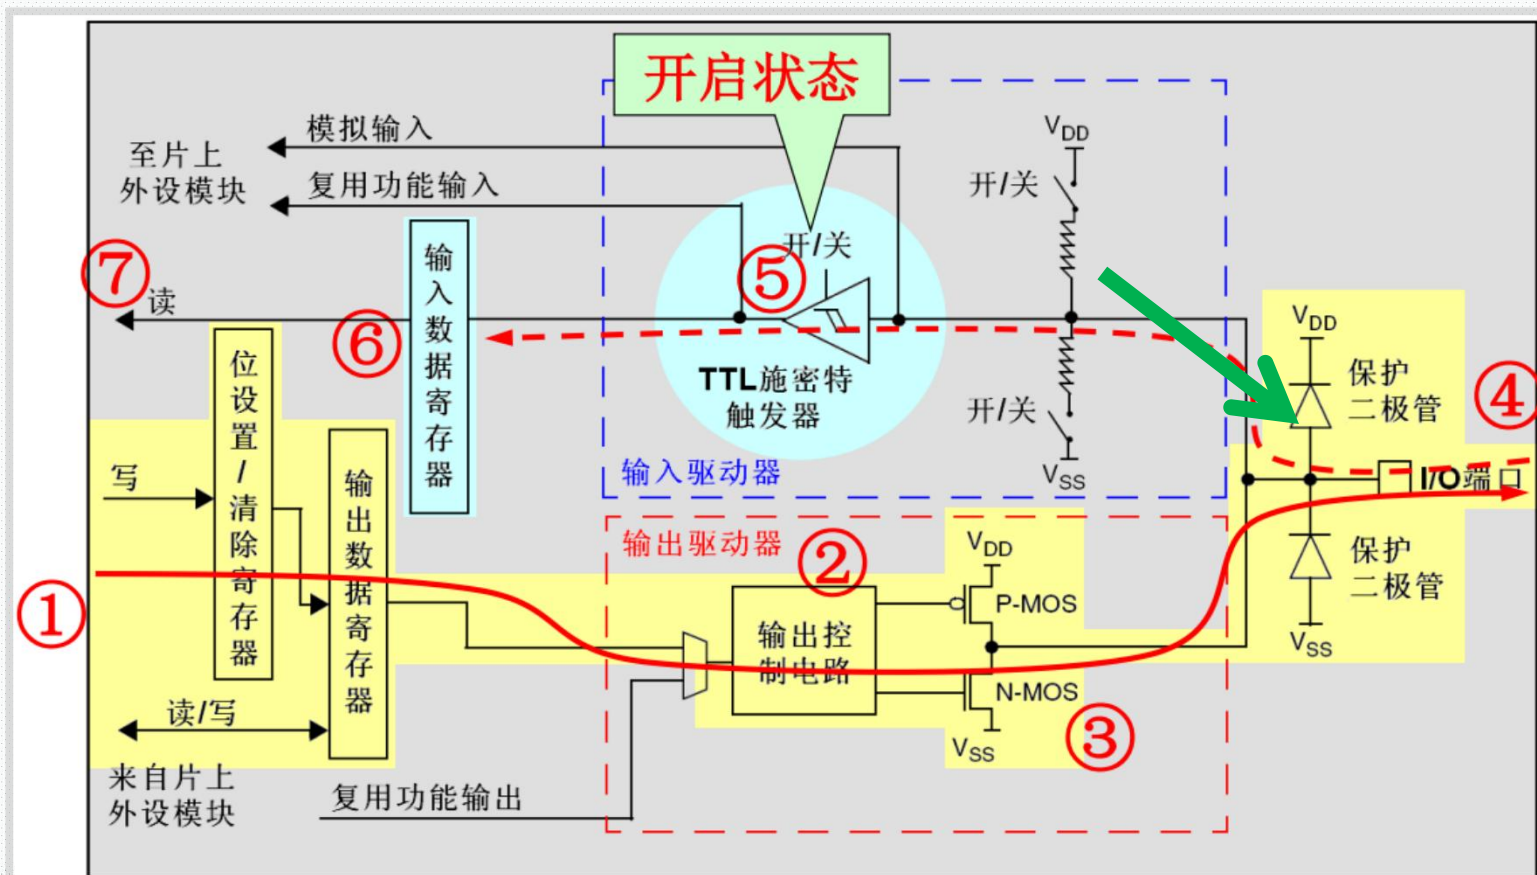 开启状态
模拟输入
至片上
外设模块
复用功能输入
V_DD
开/关
开/关
⑦
读
⑥
输入数据寄存器
⑤
TTL施密特
触发器
开/关
V_SS
输入驱动器
V_DD
保护
二极管
④
I/O端口
保护
二极管
V_SS
位设置/清除寄存器
写
输出数据寄存器
①
读/写
来自片上
外设模块
复用功能输出
输出驱动器
②
输出控
制电路
V_DD
P-MOS
N-MOS
V_SS
③